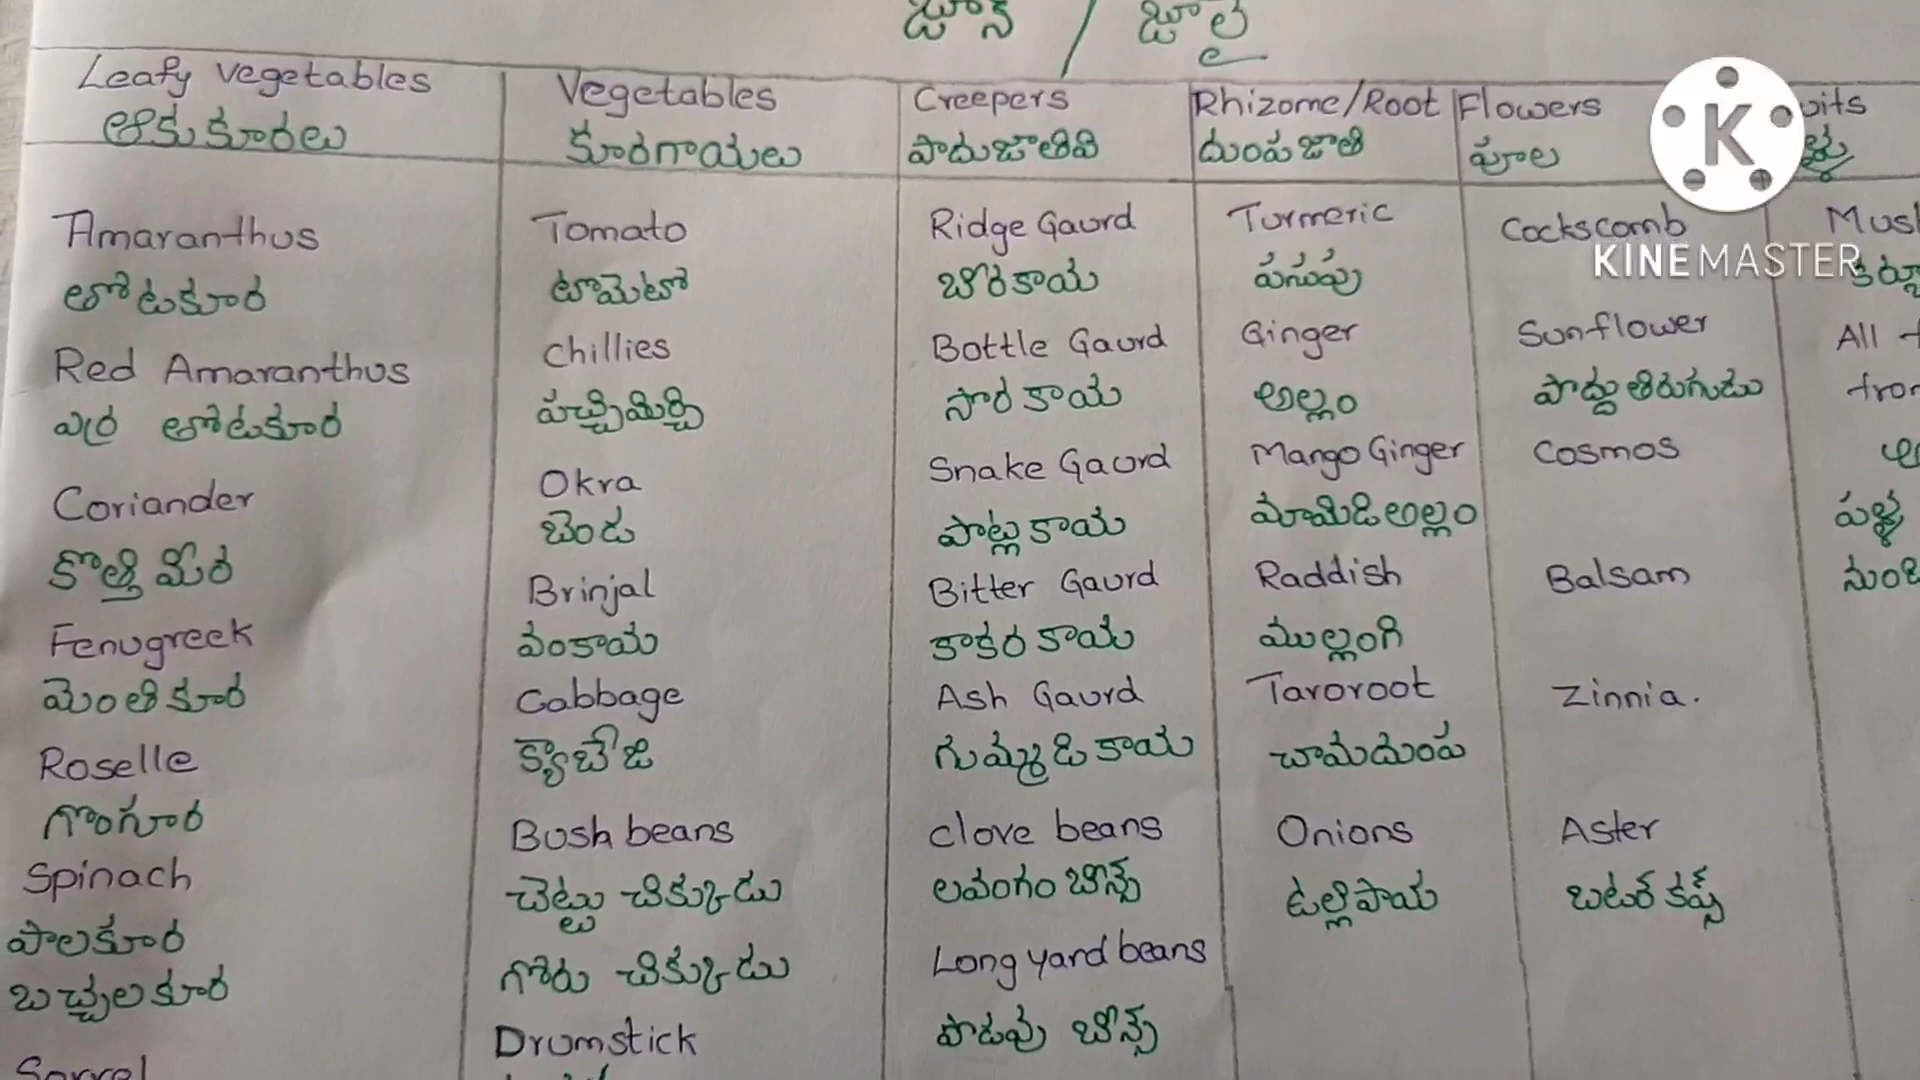 జూన్ / జూలై
Leafy vegetables
ఆకుకూరలు
Vegetables
కూరగాయలు
Creepers
పాదుజాతివి
Rhizome/Root
దుంపజాతి
Flowers
పూల
Amaranthus
తోటకూర
Red Amaranthus
ఎర్ర తోటకూర
Coriander
కొత్తిమీర
Fenugreek
మెంతికూర
Roselle
గోంగూర
Spinach
పాలకూర
బచ్చలకూర
Sorrel
Tomato
టొమెటో
chillies
పచ్చిమిర్చి
Okra
బెండ
Brinjal
వంకాయ
Cabbage
క్యాబేజి
Bush beans
చెట్టు చిక్కుడు
గోరు చిక్కుడు
Drumstick
Ridge Gaurd
బీరకాయ
Bottle Gaurd
సొరకాయ
Snake Gaurd
పొట్లకాయ
Bitter Gaurd
కాకరకాయ
Ash Gaurd
గుమ్మడికాయ
clove beans
లవంగం బీన్స్
Long yard beans
పొడవు బీన్స్
Turmeric
పసుపు
Ginger
అల్లం
Mango Ginger
మామిడిఅల్లం
Raddish
ముల్లంగి
Taroroot
చామదుంప
Onions
ఉల్లిపాయ
Cockscomb
Sunflower
పొద్దుతిరుగుడు
Cosmos
Balsam
Zinnia.
Aster
బటర్ కప్స్
All
పళ్ళ
K
KINEMASTER